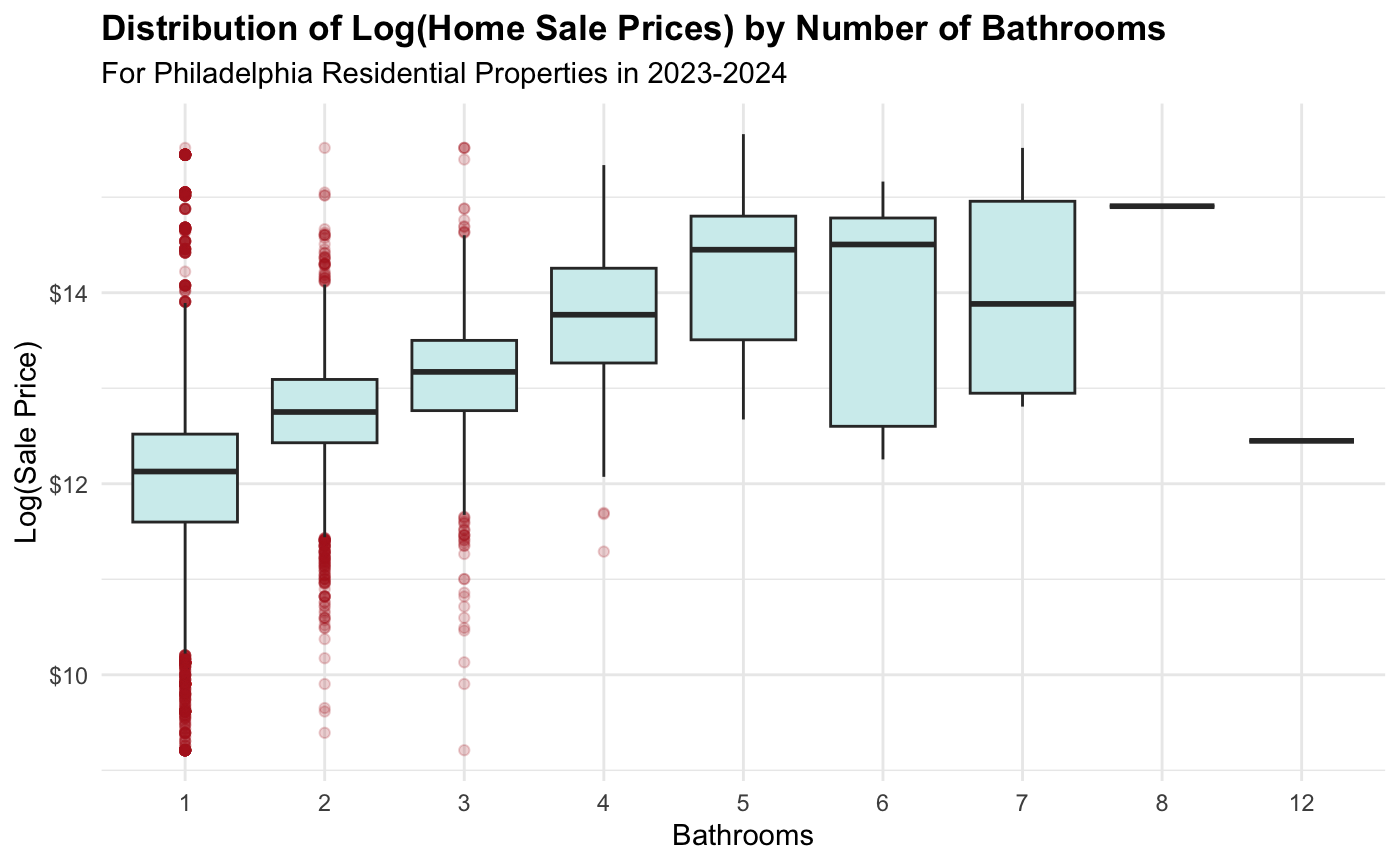 Distribution of Log(Home Sale Prices) by Number of Bathrooms
For Philadelphia Residential Properties in 2023-2024
Log(Sale Price)
$14
$12
$10
1 2 3 4 5 6 7 8 12
Bathrooms